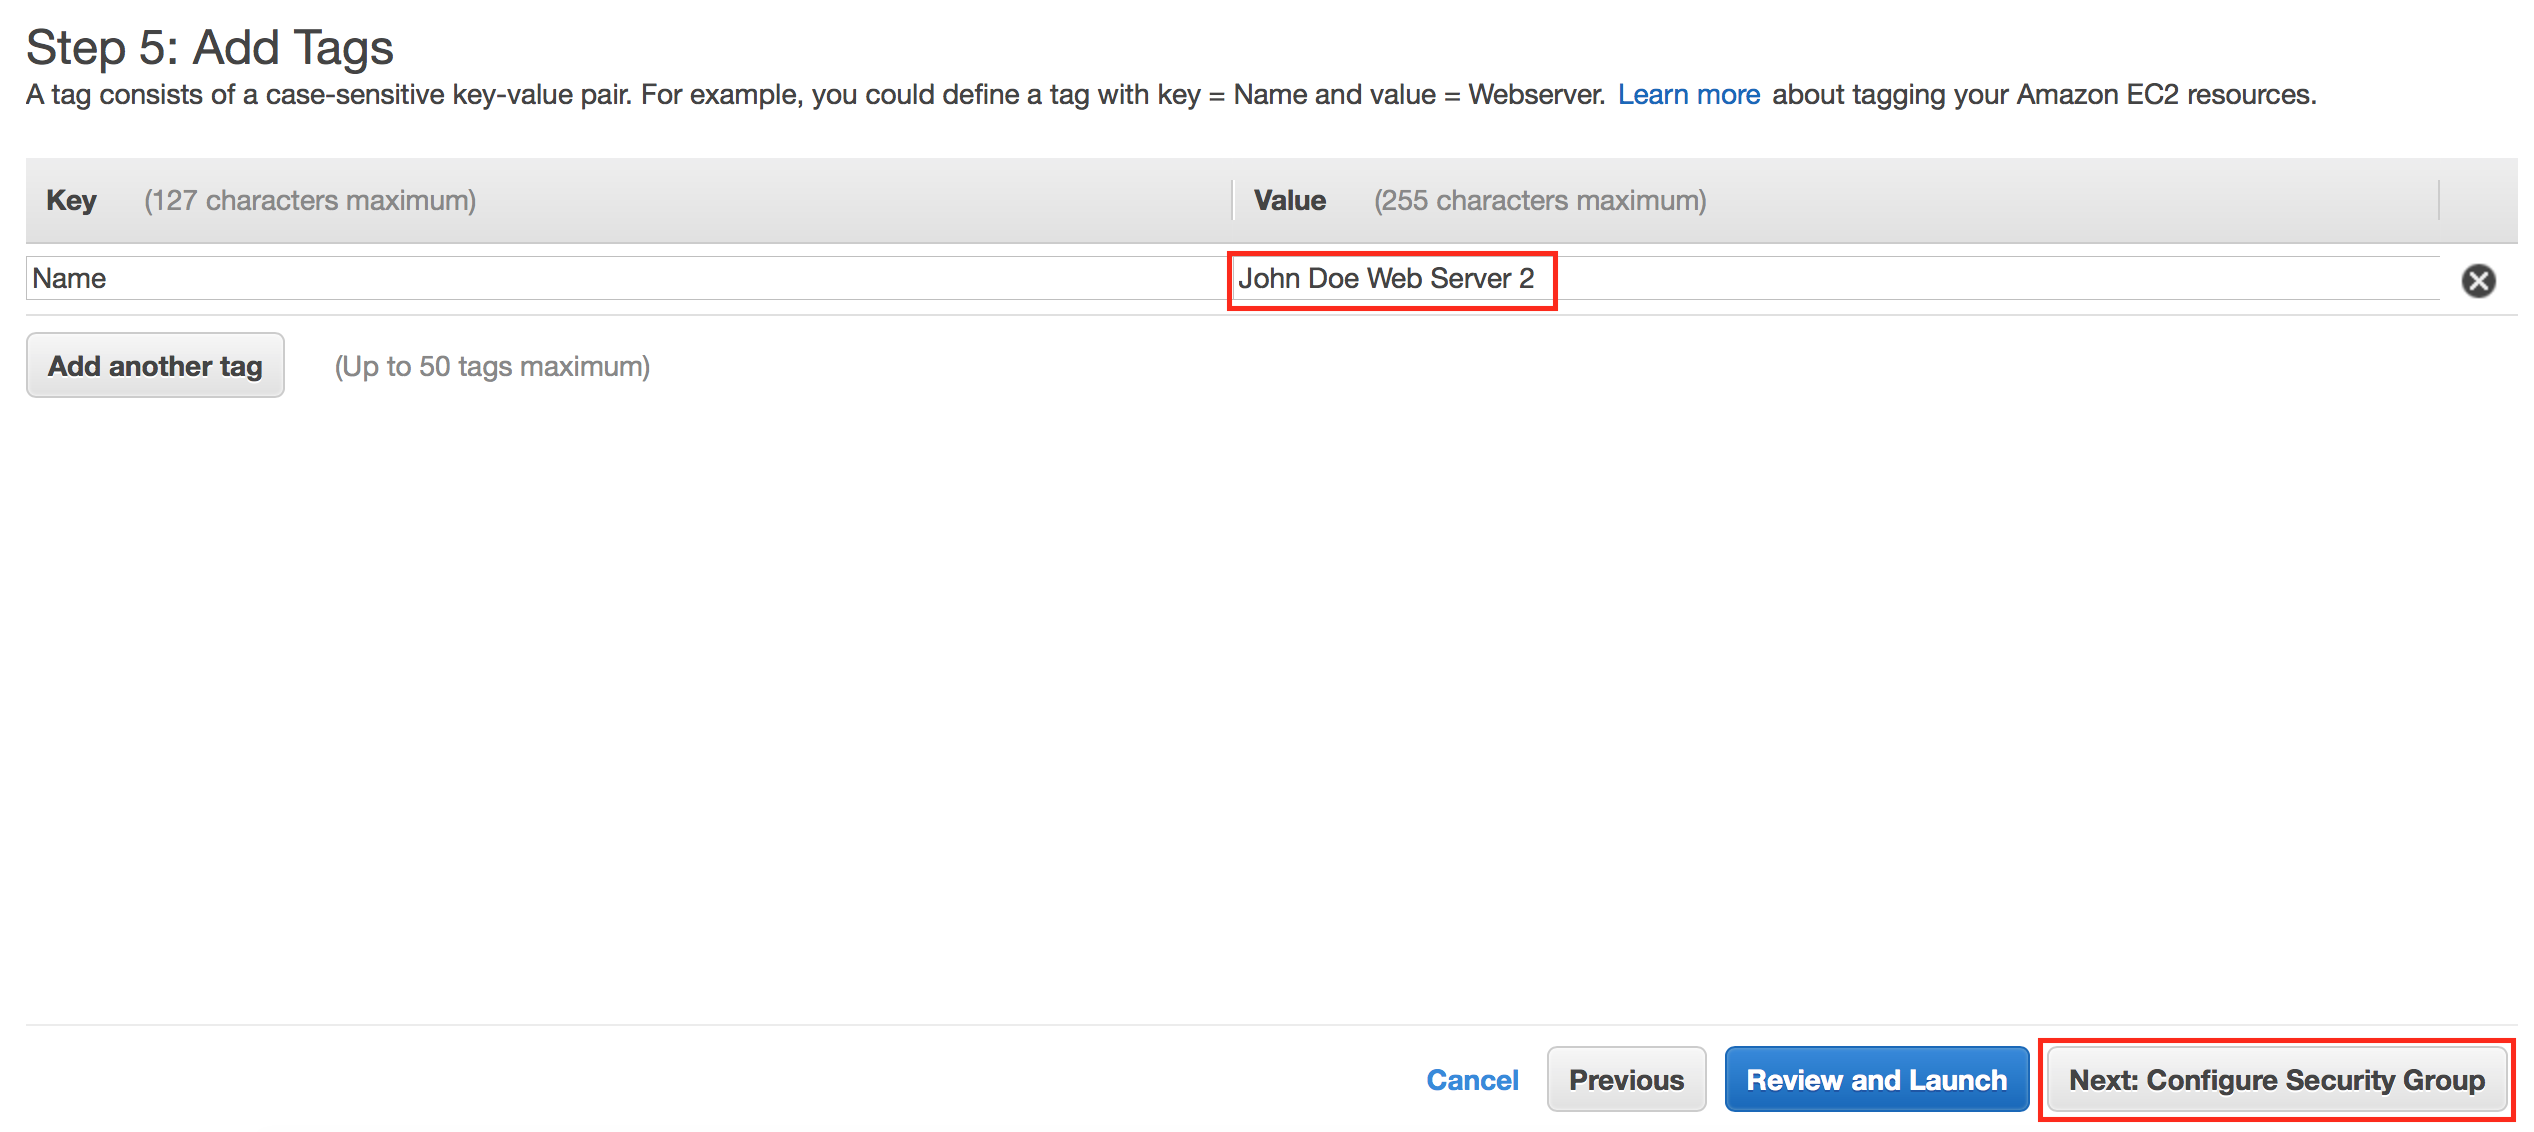 Step 5: Add Tags
A tag consists of a case-sensitive key-value pair. For example, you could define a tag with key = Name and value = Webserver. Learn more about tagging your Amazon EC2 resources.
Key (127 characters maximum) Value (255 characters maximum)
Name John Doe Web Server 2
Add another tag (Up to 50 tags maximum)
Cancel Previous Review and Launch Next: Configure Security Group